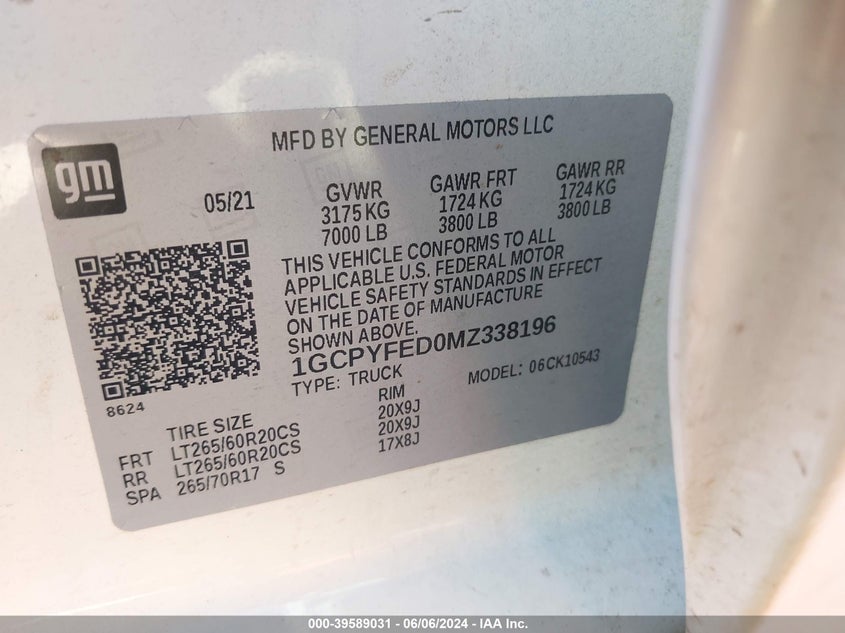 MFD BY GENERAL MOTORS LLC
gm
05/21
GVWR GAWR FRT GAWR RR
3175 KG 1724 KG 1724 KG
7000 LB 3800 LB 3800 LB
THIS VEHICLE CONFORMS TO ALL
APPLICABLE U.S. FEDERAL MOTOR
VEHICLE SAFETY STANDARDS IN EFFECT
ON THE DATE OF MANUFACTURE
SHOWN ABOVE.
1GCPYFED0MZ338196
TYPE: TRUCK MODEL: 06CK10543
8624
TIRE SIZE RIM
FRT LT265/60R20CS 20X9J
RR LT265/60R20CS 20X9J
SPA 265/70R17 S 17X8J
000-39589031 - 06/06/2024 - IAA Inc.